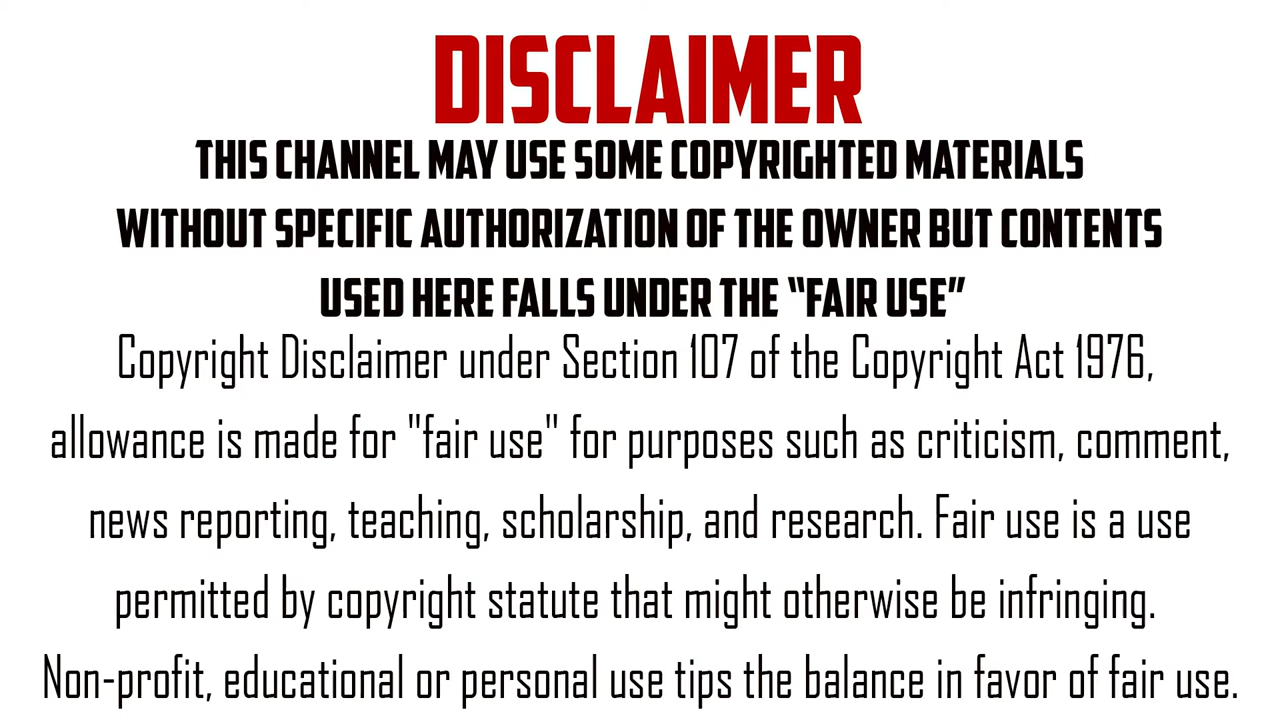 DISCLAIMER
THIS CHANNEL MAY USE SOME COPYRIGHTED MATERIALS
WITHOUT SPECIFIC AUTHORIZATION OF THE OWNER BUT CONTENTS
USED HERE FALLS UNDER THE “FAIR USE”
Copyright Disclaimer under Section 107 of the Copyright Act 1976,
allowance is made for "fair use" for purposes such as criticism, comment,
news reporting, teaching, scholarship, and research. Fair use is a use
permitted by copyright statute that might otherwise be infringing.
Non-profit, educational or personal use tips the balance in favor of fair use.